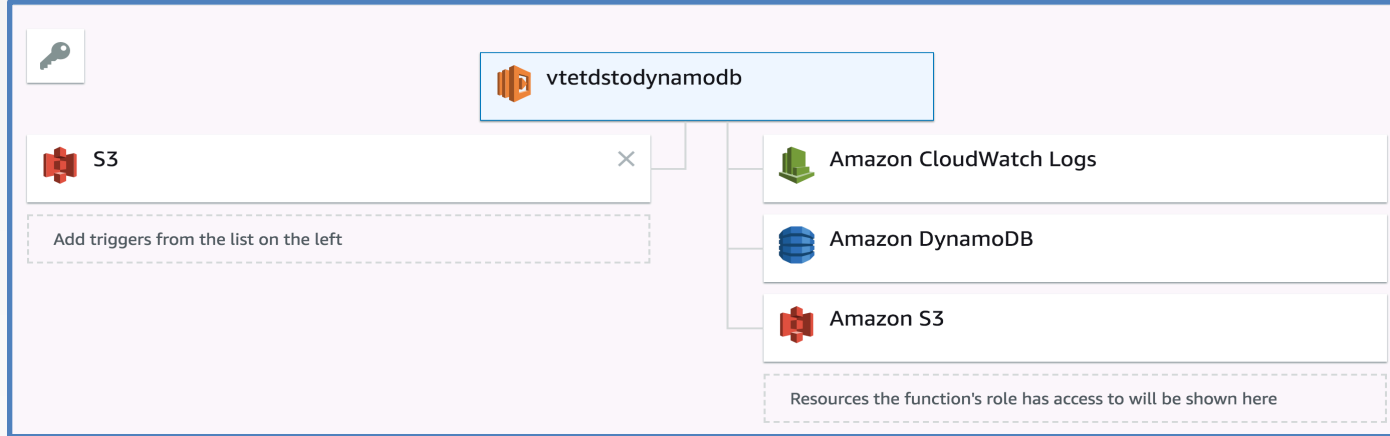 vtetdstodynamodb
S3
Add triggers from the list on the left
Amazon CloudWatch Logs
Amazon DynamoDB
Amazon S3
Resources the function's role has access to will be shown here